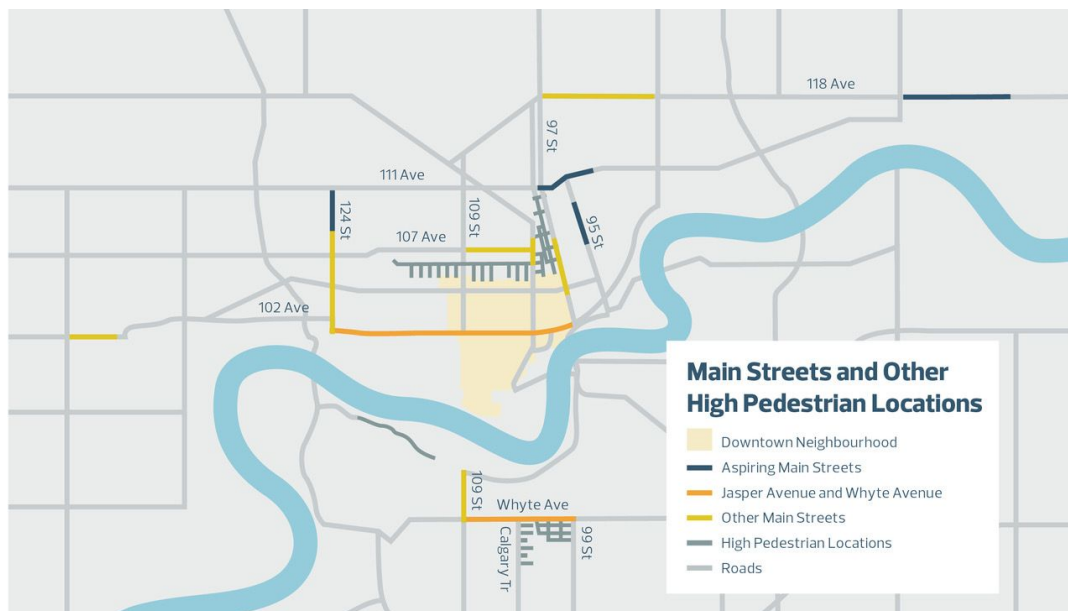 118 Ave
97 St
111 Ave
124 St
109 St
95 St
107 Ave
102 Ave
Main Streets and Other
High Pedestrian Locations
Downtown Neighbourhood
Aspiring Main Streets
109 St
Jasper Avenue and Whyte Avenue
Whyte Ave
Other Main Streets
Calgary Tr
99 St
High Pedestrian Locations
Roads